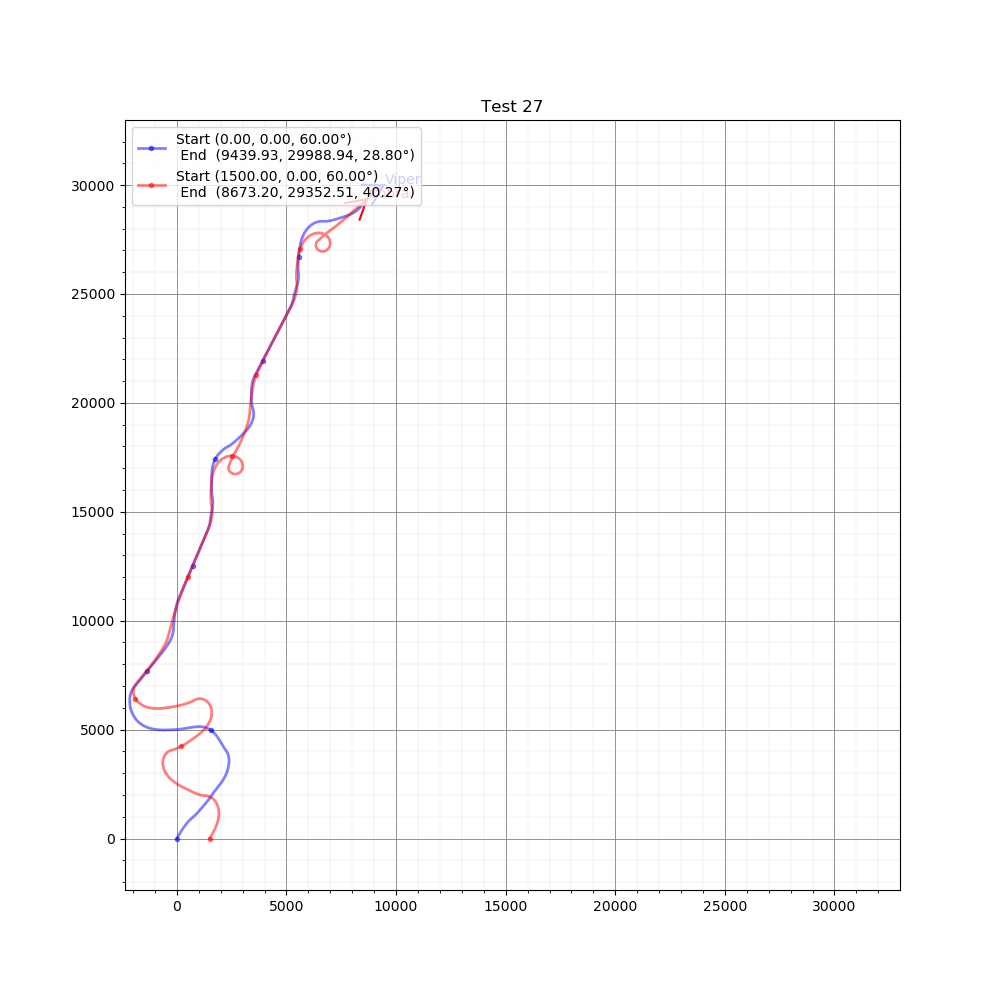 Test 27
Start (0.00, 0.00, 60.00°)
End (9439.93, 29988.94, 28.80°)
Start (1500.00, 0.00, 60.00°)
End (8673.20, 29352.51, 40.27°)
Viper
30000
25000
20000
15000
10000
5000
0
0 5000 10000 15000 20000 25000 30000